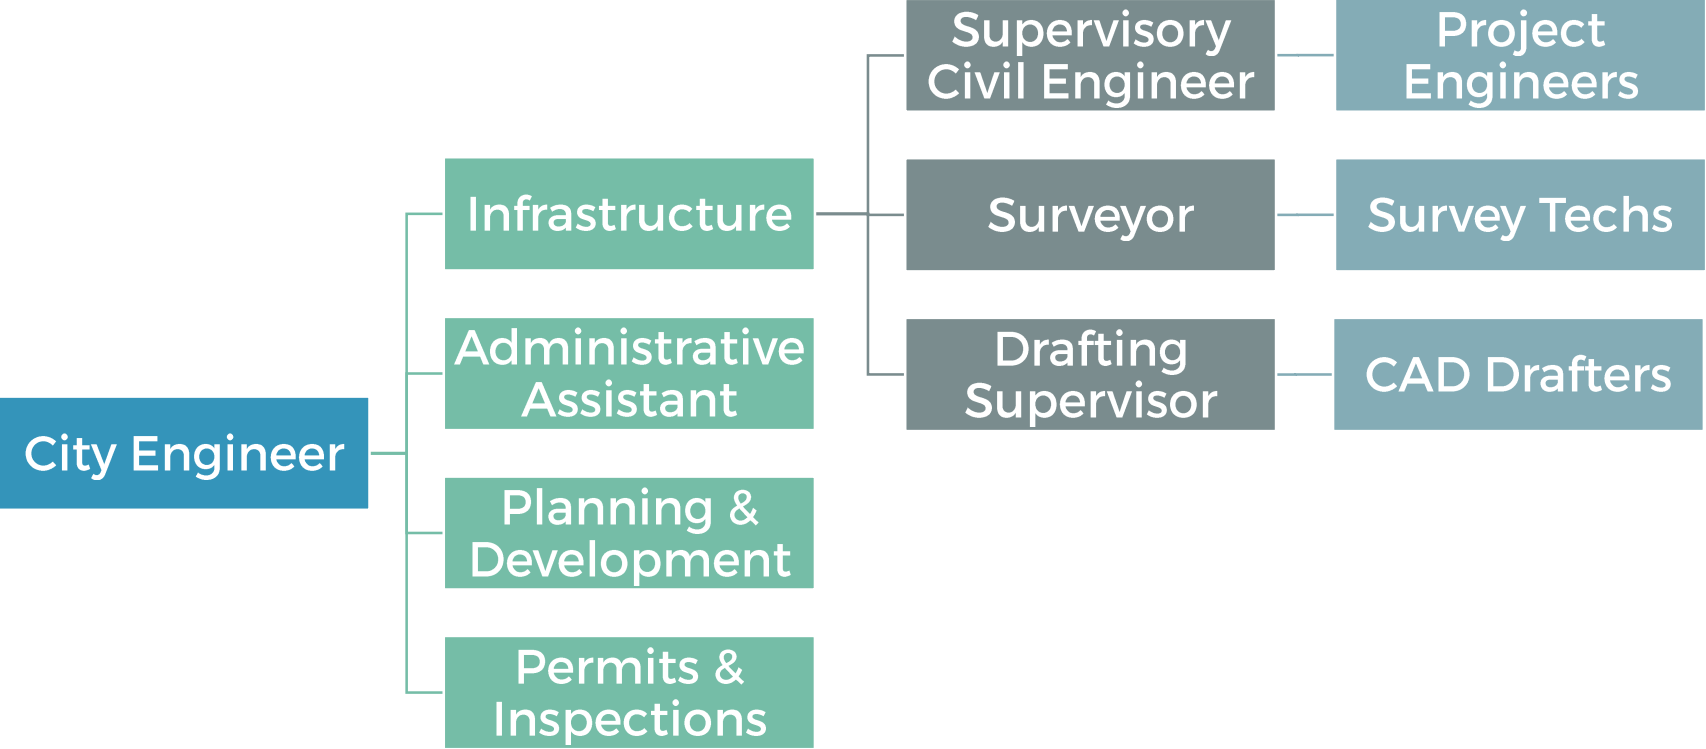 City Engineer
Infrastructure
Administrative
Assistant
Planning &
Development
Permits &
Inspections
Supervisory
Civil Engineer
Surveyor
Drafting
Supervisor
Project
Engineers
Survey Techs
CAD Drafters